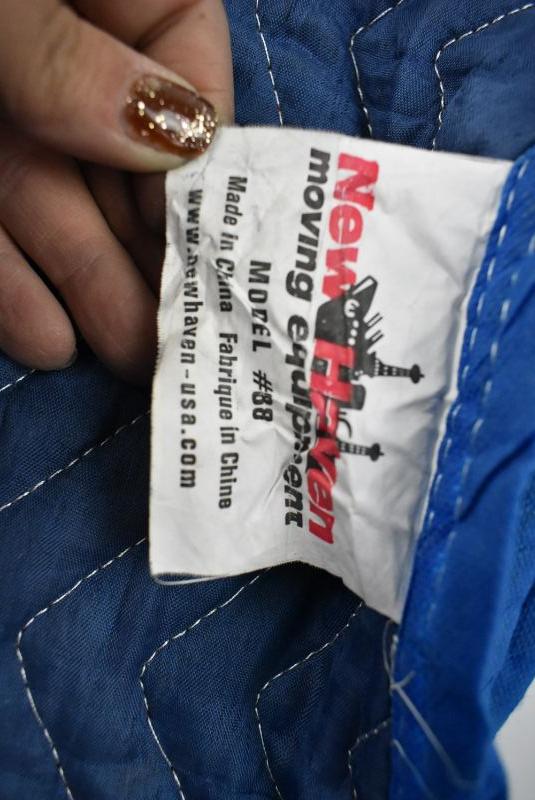 New Haven
moving equipment
MODEL #88
Made in China Fabrique in Chine
www.newhaven-usa.com